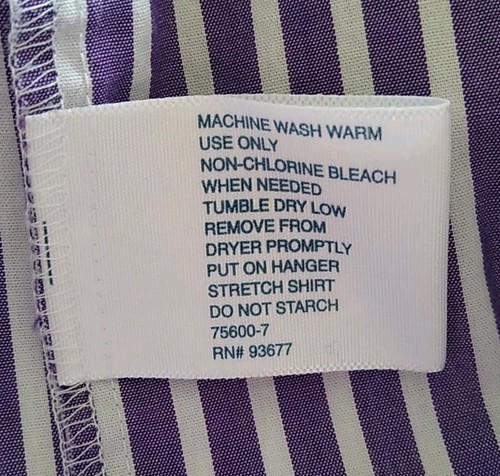 MACHINE WASH WARM
USE ONLY
NON-CHLORINE BLEACH
WHEN NEEDED
TUMBLE DRY LOW
REMOVE FROM
DRYER PROMPTLY
PUT ON HANGER
STRETCH SHIRT
DO NOT STARCH
75600-7
RN# 93677